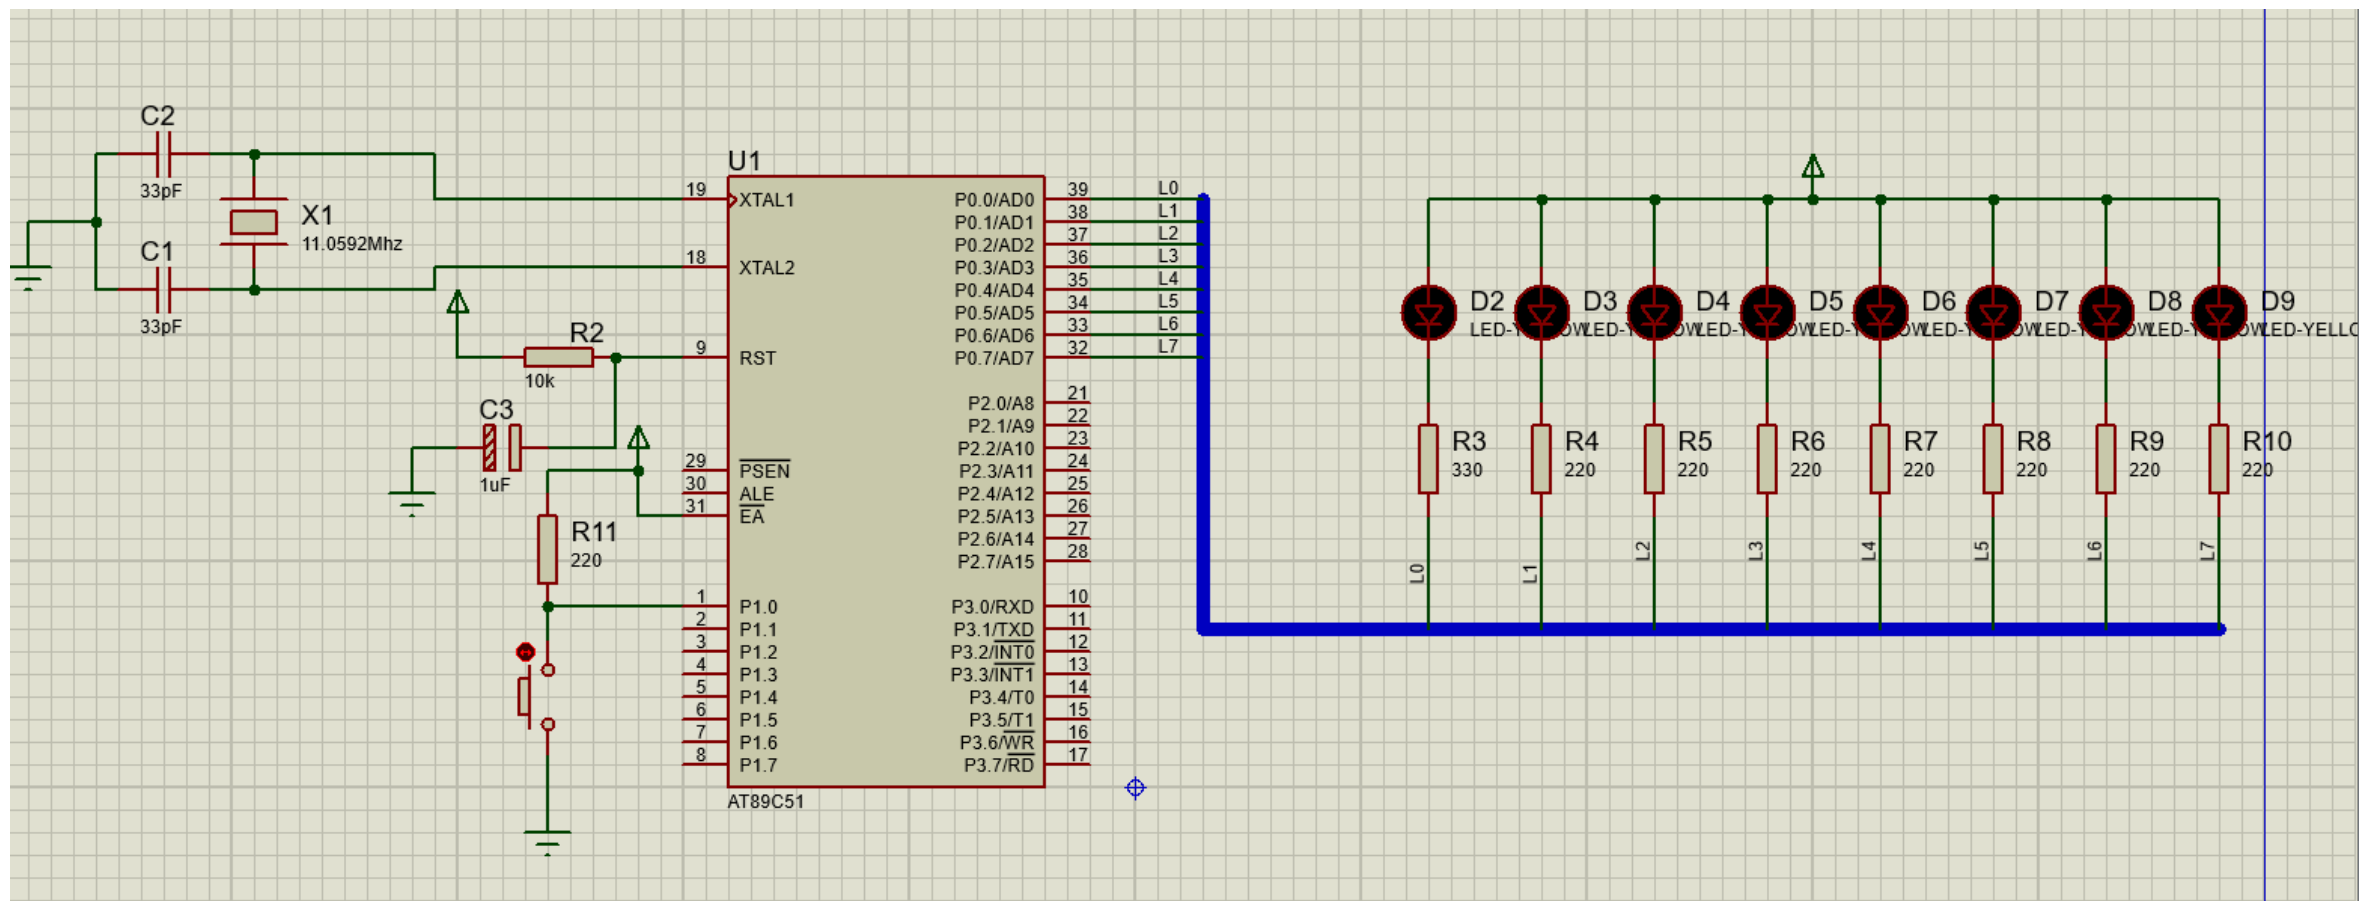 C2
33pF
X1
11.0592Mhz
C1
33pF
R2
10k
C3
1uF
R11
220
U1
19 XTAL1
18 XTAL2
9 RST
29 PSEN
30 ALE
31 EA
1 P1.0
2 P1.1
3 P1.2
4 P1.3
5 P1.4
6 P1.5
7 P1.6
8 P1.7
P0.0/AD0 39 L0
P0.1/AD1 38 L1
P0.2/AD2 37 L2
P0.3/AD3 36 L3
P0.4/AD4 35 L4
P0.5/AD5 34 L5
P0.6/AD6 33 L6
P0.7/AD7 32 L7
P2.0/A8 21
P2.1/A9 22
P2.2/A10 23
P2.3/A11 24
P2.4/A12 25
P2.5/A13 26
P2.6/A14 27
P2.7/A15 28
P3.0/RXD 10
P3.1/TXD 11
P3.2/INT0 12
P3.3/INT1 13
P3.4/T0 14
P3.5/T1 15
P3.6/WR 16
P3.7/RD 17
AT89C51
D2 D3 D4 D5 D6 D7 D8 D9
LED-YELLO
R3 R4 R5 R6 R7 R8 R9 R10
330 220 220 220 220 220 220 220
L0 L1 L2 L3 L4 L5 L6 L7